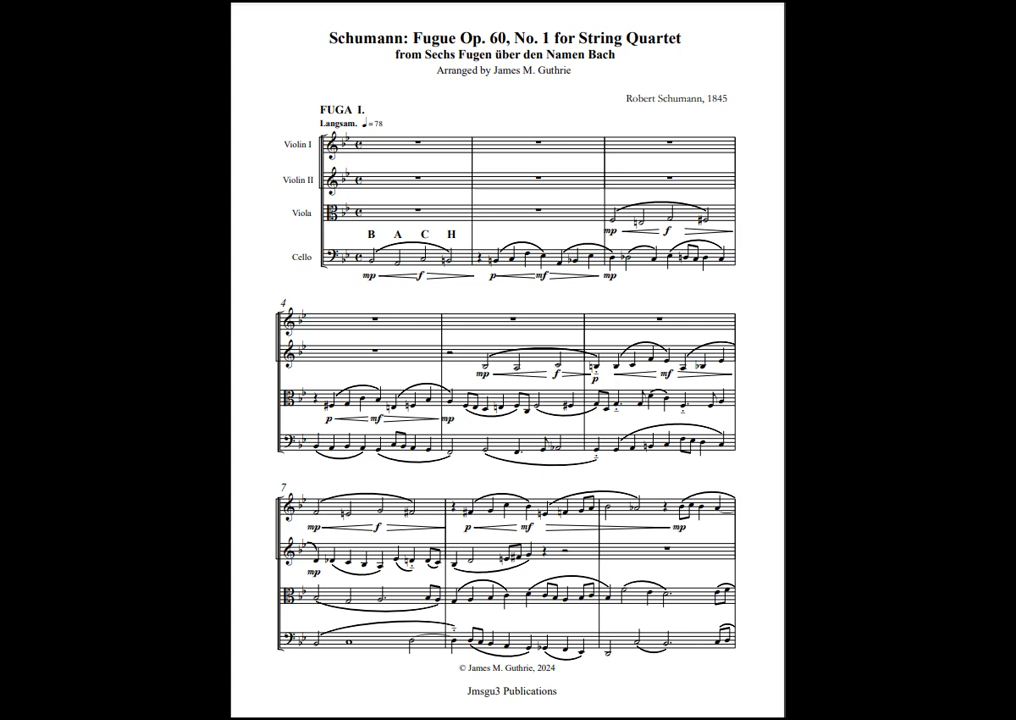 Schumann: Fugue Op. 60, No. 1 for String Quartet
from Sechs Fugen über den Namen Bach
Arranged by James M. Guthrie
Robert Schumann, 1845
FUGA I.
Langsam. ♩ = 78
Violin I
Violin II
Viola
mp f
B A C H
Cello
mp f p mf mp
4
mp f p mf
p mf mp
7
mp f p mf mp
mp
© James M. Guthrie, 2024
Jmsgu3 Publications